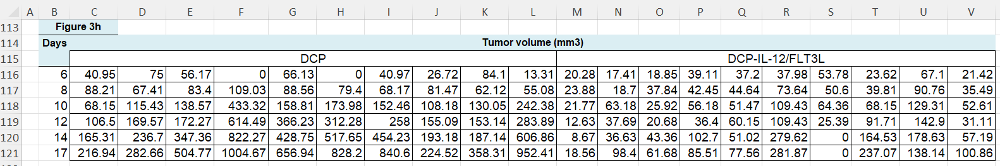 A B C D E F G H I J K L M N O P Q R S T U V
113 Figure 3h
114 Days Tumor volume (mm3)
115 DCP DCP-IL-12/FLT3L
116 6 40.95 75 56.17 0 66.13 0 40.97 26.72 84.1 13.31 20.28 17.41 18.85 39.11 37.2 37.98 53.78 23.62 67.1 21.42
117 8 88.21 67.41 83.4 109.03 88.56 79.4 68.17 81.47 62.12 55.08 23.88 18.7 37.84 42.45 44.64 73.64 50.6 39.81 90.76 35.49
118 10 68.15 115.43 138.57 433.32 158.81 173.98 152.46 108.18 130.05 242.38 21.77 63.18 25.92 56.18 51.47 109.43 64.36 68.15 129.31 52.61
119 12 106.5 169.57 172.27 614.49 366.23 312.28 258 155.09 153.14 283.89 12.63 37.69 20.68 36.4 60.15 109.43 25.39 91.71 142.9 31.11
120 14 165.31 236.7 347.36 822.27 428.75 517.65 454.23 193.18 187.14 606.86 8.67 36.63 43.36 102.7 51.02 279.62 0 164.53 178.63 57.19
121 17 216.94 282.66 504.77 1004.67 656.94 828.2 840.6 224.52 358.31 952.41 18.56 98.4 61.68 85.51 77.56 281.87 0 237.07 138.14 100.86